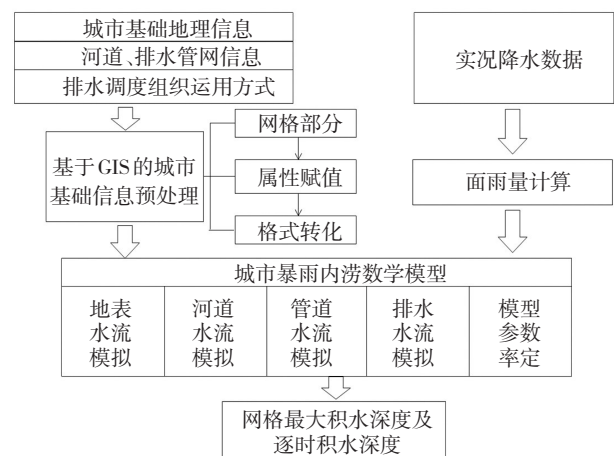 城市基础地理信息
河道、排水管网信息
排水调度组织运用方式
实况降水数据
基于GIS的城市
基础信息预处理
网格部分
属性赋值
格式转化
面雨量计算
城市暴雨内涝数学模型
地表
水流
模拟
河道
水流
模拟
管道
水流
模拟
排水
水流
模拟
模型
参数
率定
网格最大积水深度及
逐时积水深度